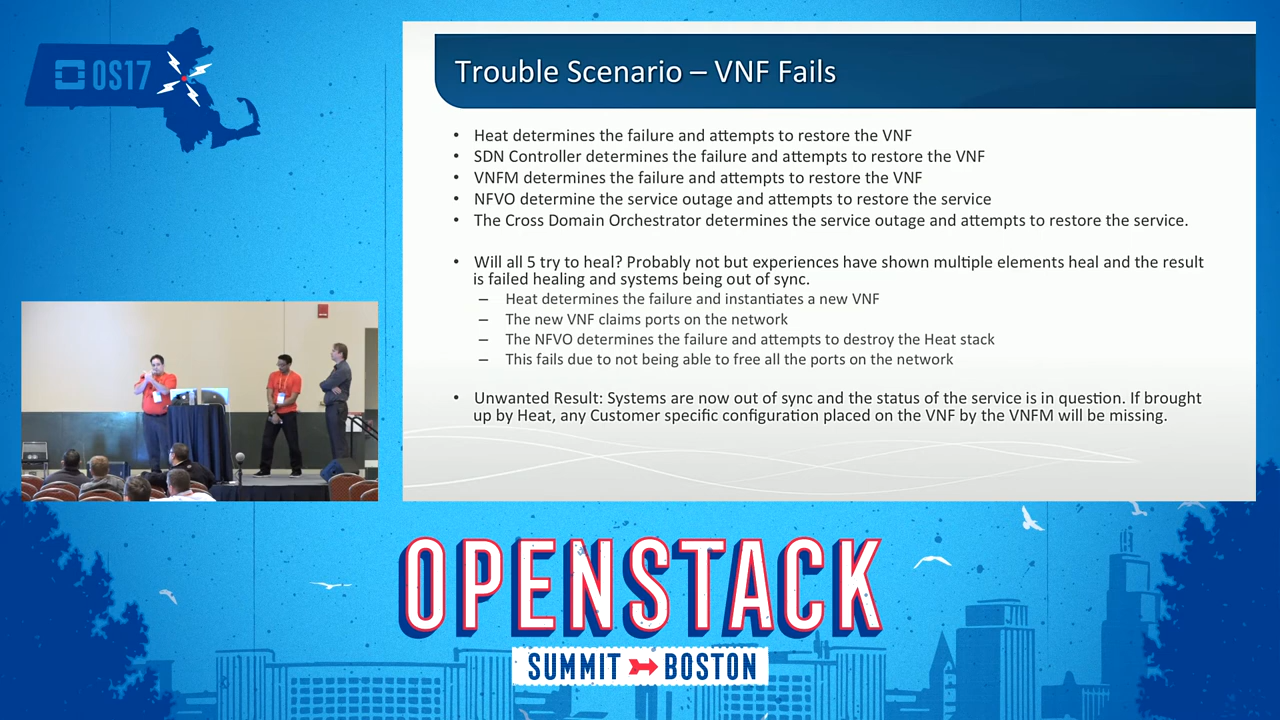 OS17
Trouble Scenario – VNF Fails
• Heat determines the failure and attempts to restore the VNF
• SDN Controller determines the failure and attempts to restore the VNF
• VNFM determines the failure and attempts to restore the VNF
• NFVO determine the service outage and attempts to restore the service
• The Cross Domain Orchestrator determines the service outage and attempts to restore the service.
• Will all 5 try to heal? Probably not but experiences have shown multiple elements heal and the result
is failed healing and systems being out of sync.
– Heat determines the failure and instantiates a new VNF
– The new VNF claims ports on the network
– The NFVO determines the failure and attempts to destroy the Heat stack
– This fails due to not being able to free all the ports on the network
• Unwanted Result: Systems are now out of sync and the status of the service is in question. If brought
up by Heat, any Customer specific configuration placed on the VNF by the VNFM will be missing.
OPENSTACK
SUMMIT BOSTON